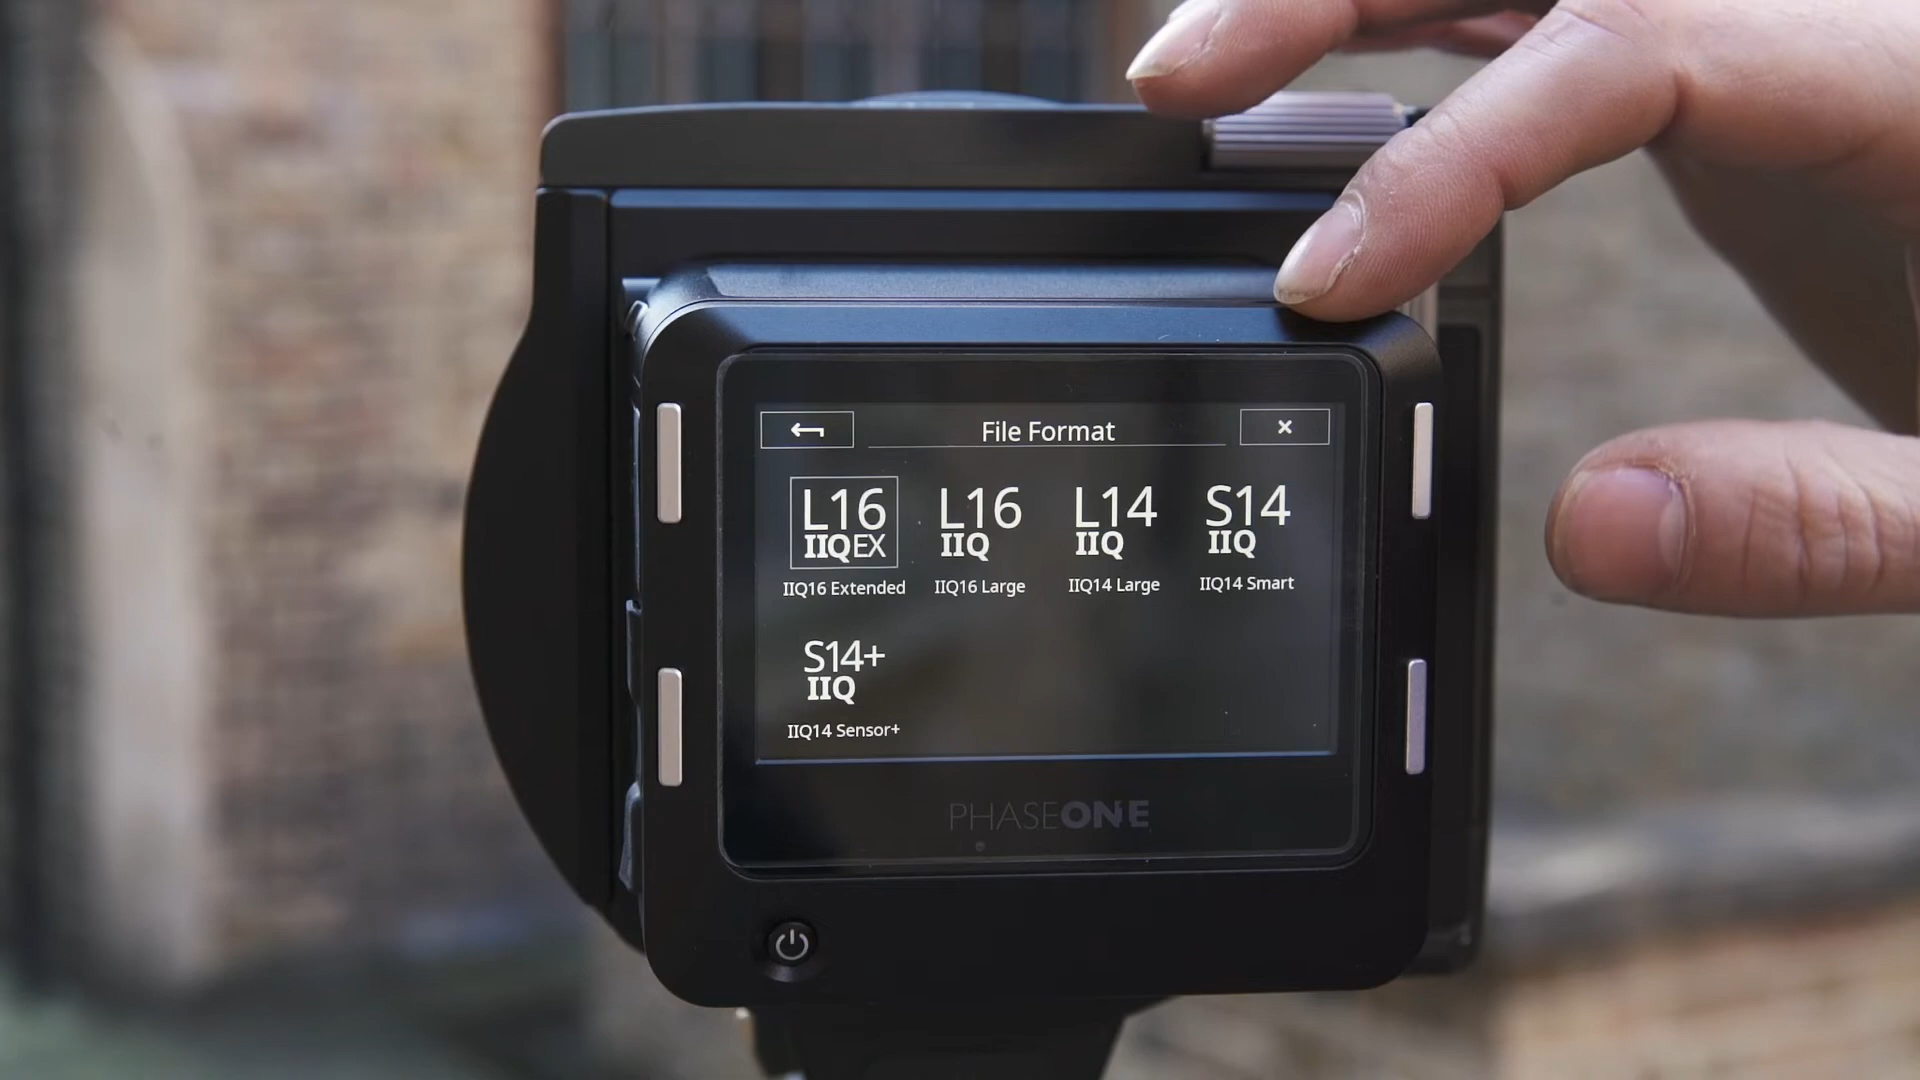 File Format
×
L16 L16 L14 S14
IIQEX IIQ IIQ IIQ
IIQ16 Extended IIQ16 Large IIQ14 Large IIQ14 Smart
S14+
IIQ
IIQ14 Sensor+
PHASEONE